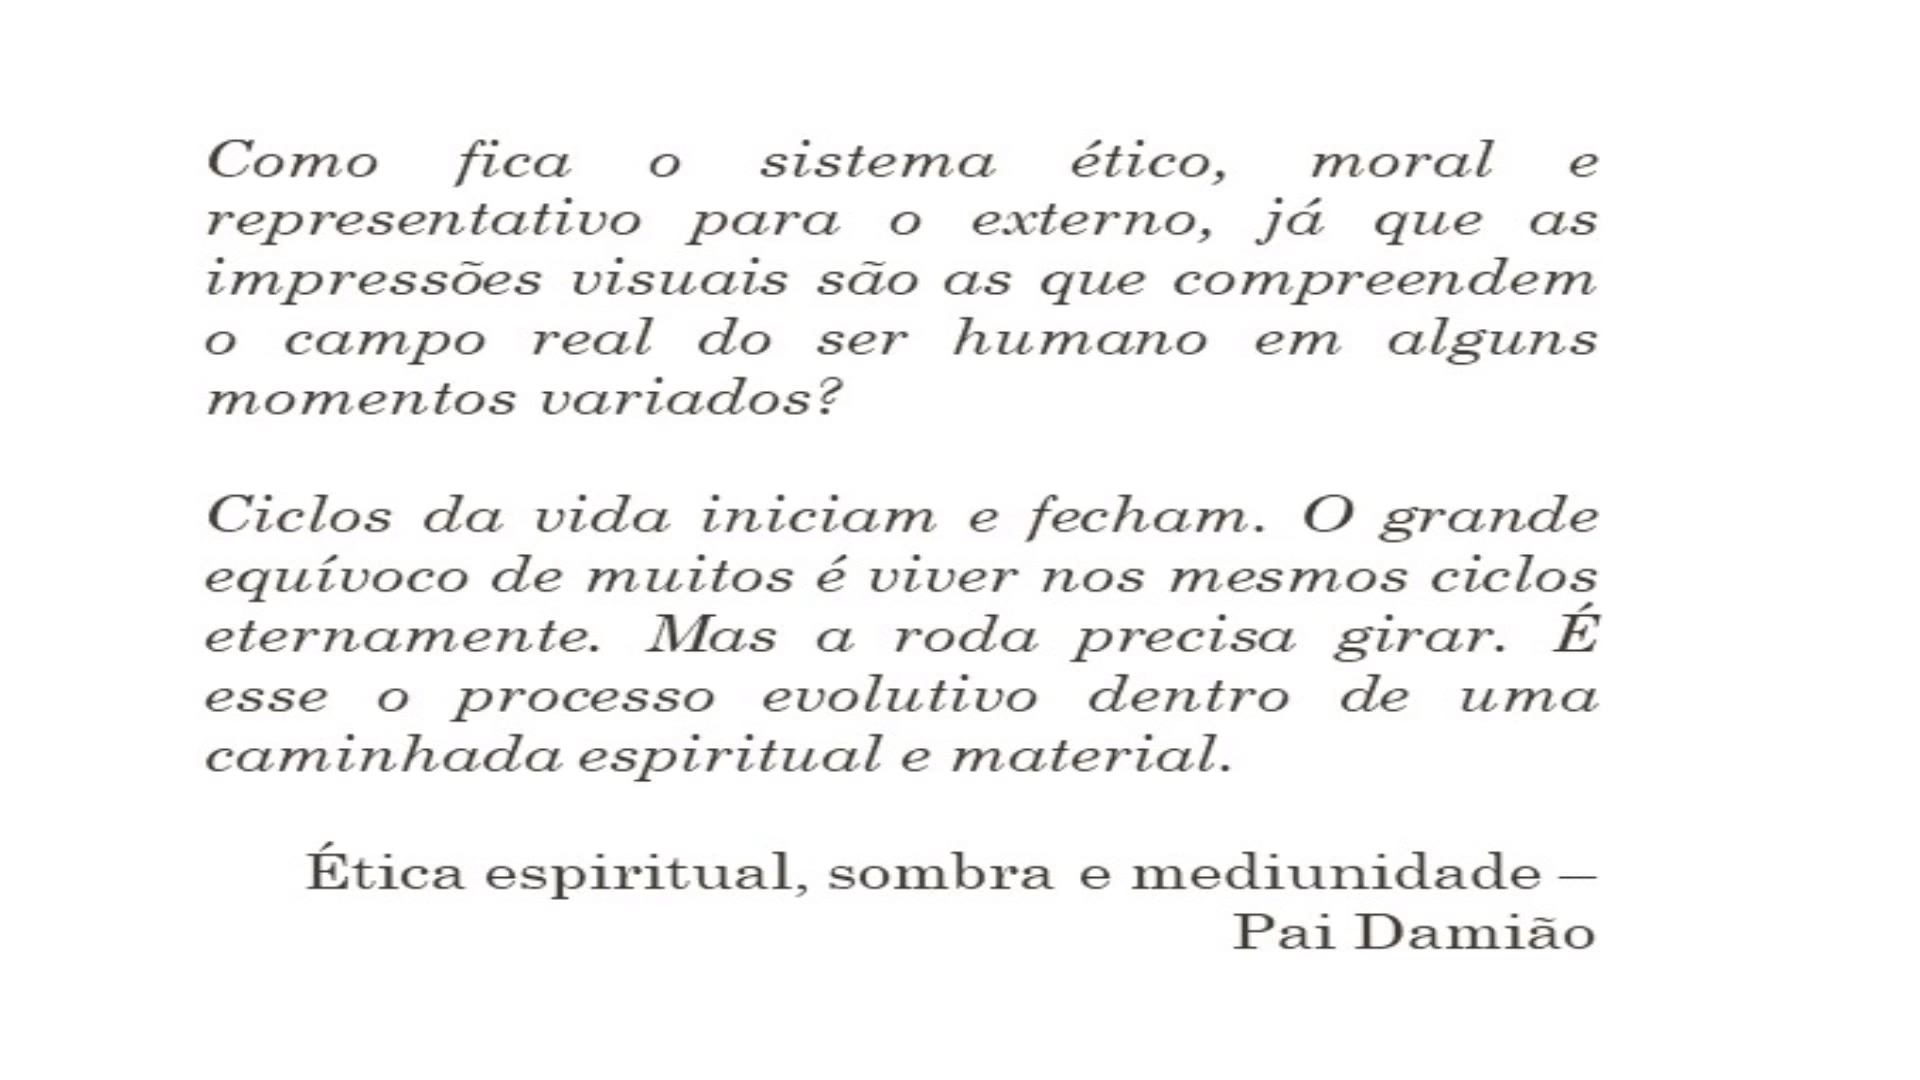 Como fica o sistema ético, moral e
representativo para o externo, já que as
impressões visuais são as que compreendem
o campo real do ser humano em alguns
momentos variados?
Ciclos da vida iniciam e fecham. O grande
equívoco de muitos é viver nos mesmos ciclos
eternamente. Mas a roda precisa girar. É
esse o processo evolutivo dentro de uma
caminhada espiritual e material.
Ética espiritual, sombra e mediunidade –
Pai Damião